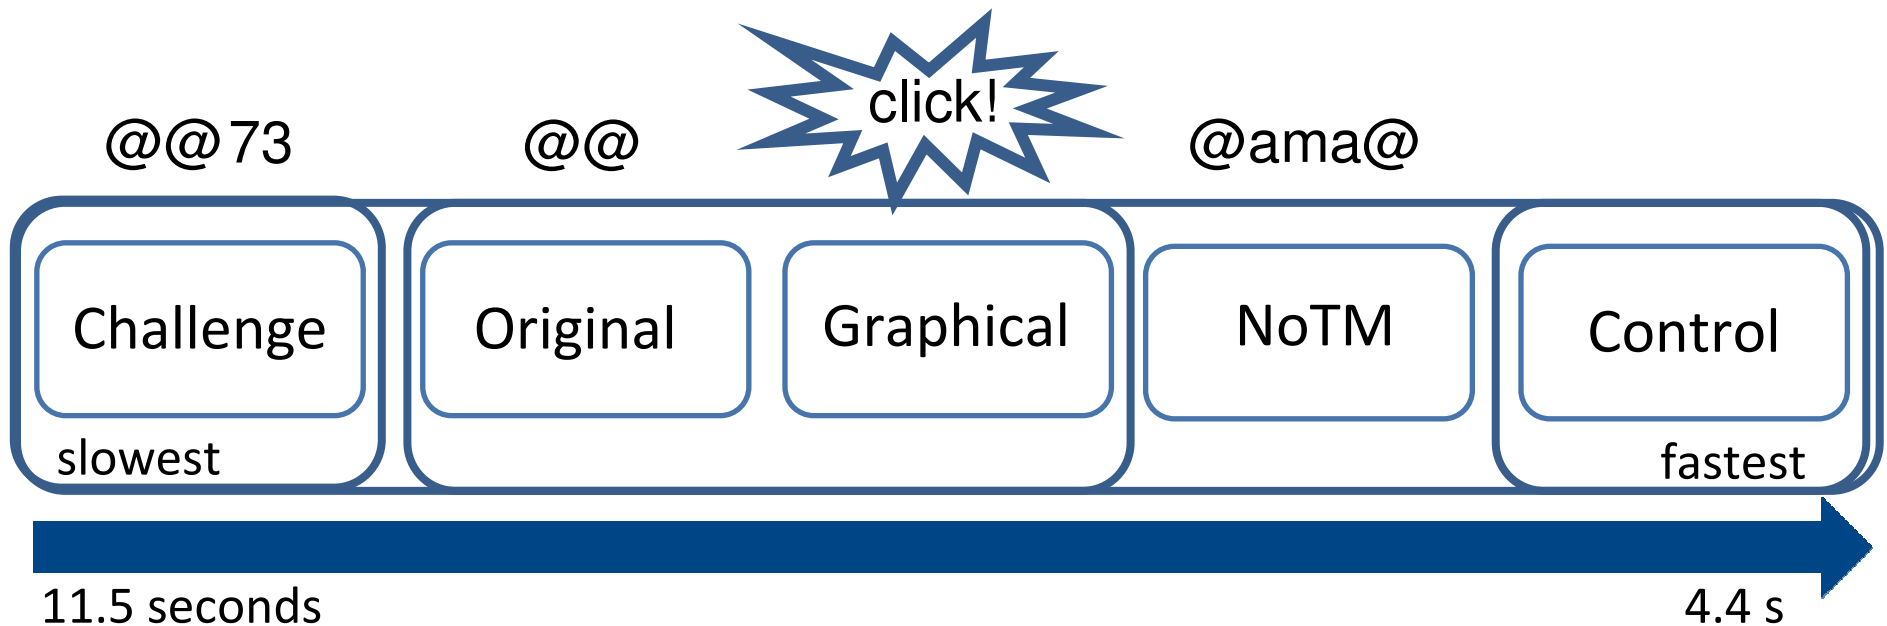 click!
@@73 @@ @ama@
Challenge Original Graphical NoTM Control
slowest fastest
11.5 seconds 4.4 s